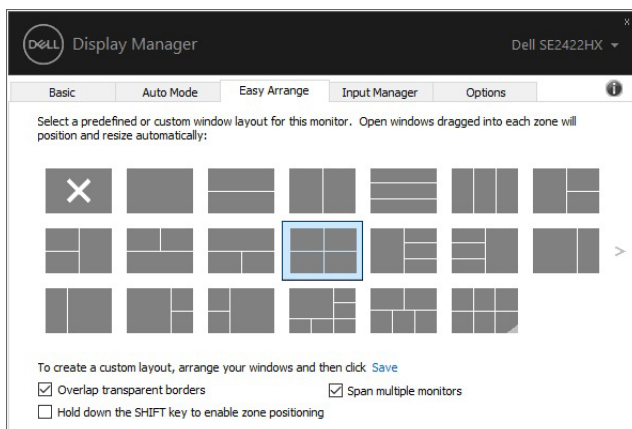 DELL Display Manager
Dell SE2422HX
Basic Auto Mode Easy Arrange Input Manager Options
Select a predefined or custom window layout for this monitor. Open windows dragged into each zone will
position and resize automatically:
To create a custom layout, arrange your windows and then click Save
Overlap transparent borders
Span multiple monitors
Hold down the SHIFT key to enable zone positioning